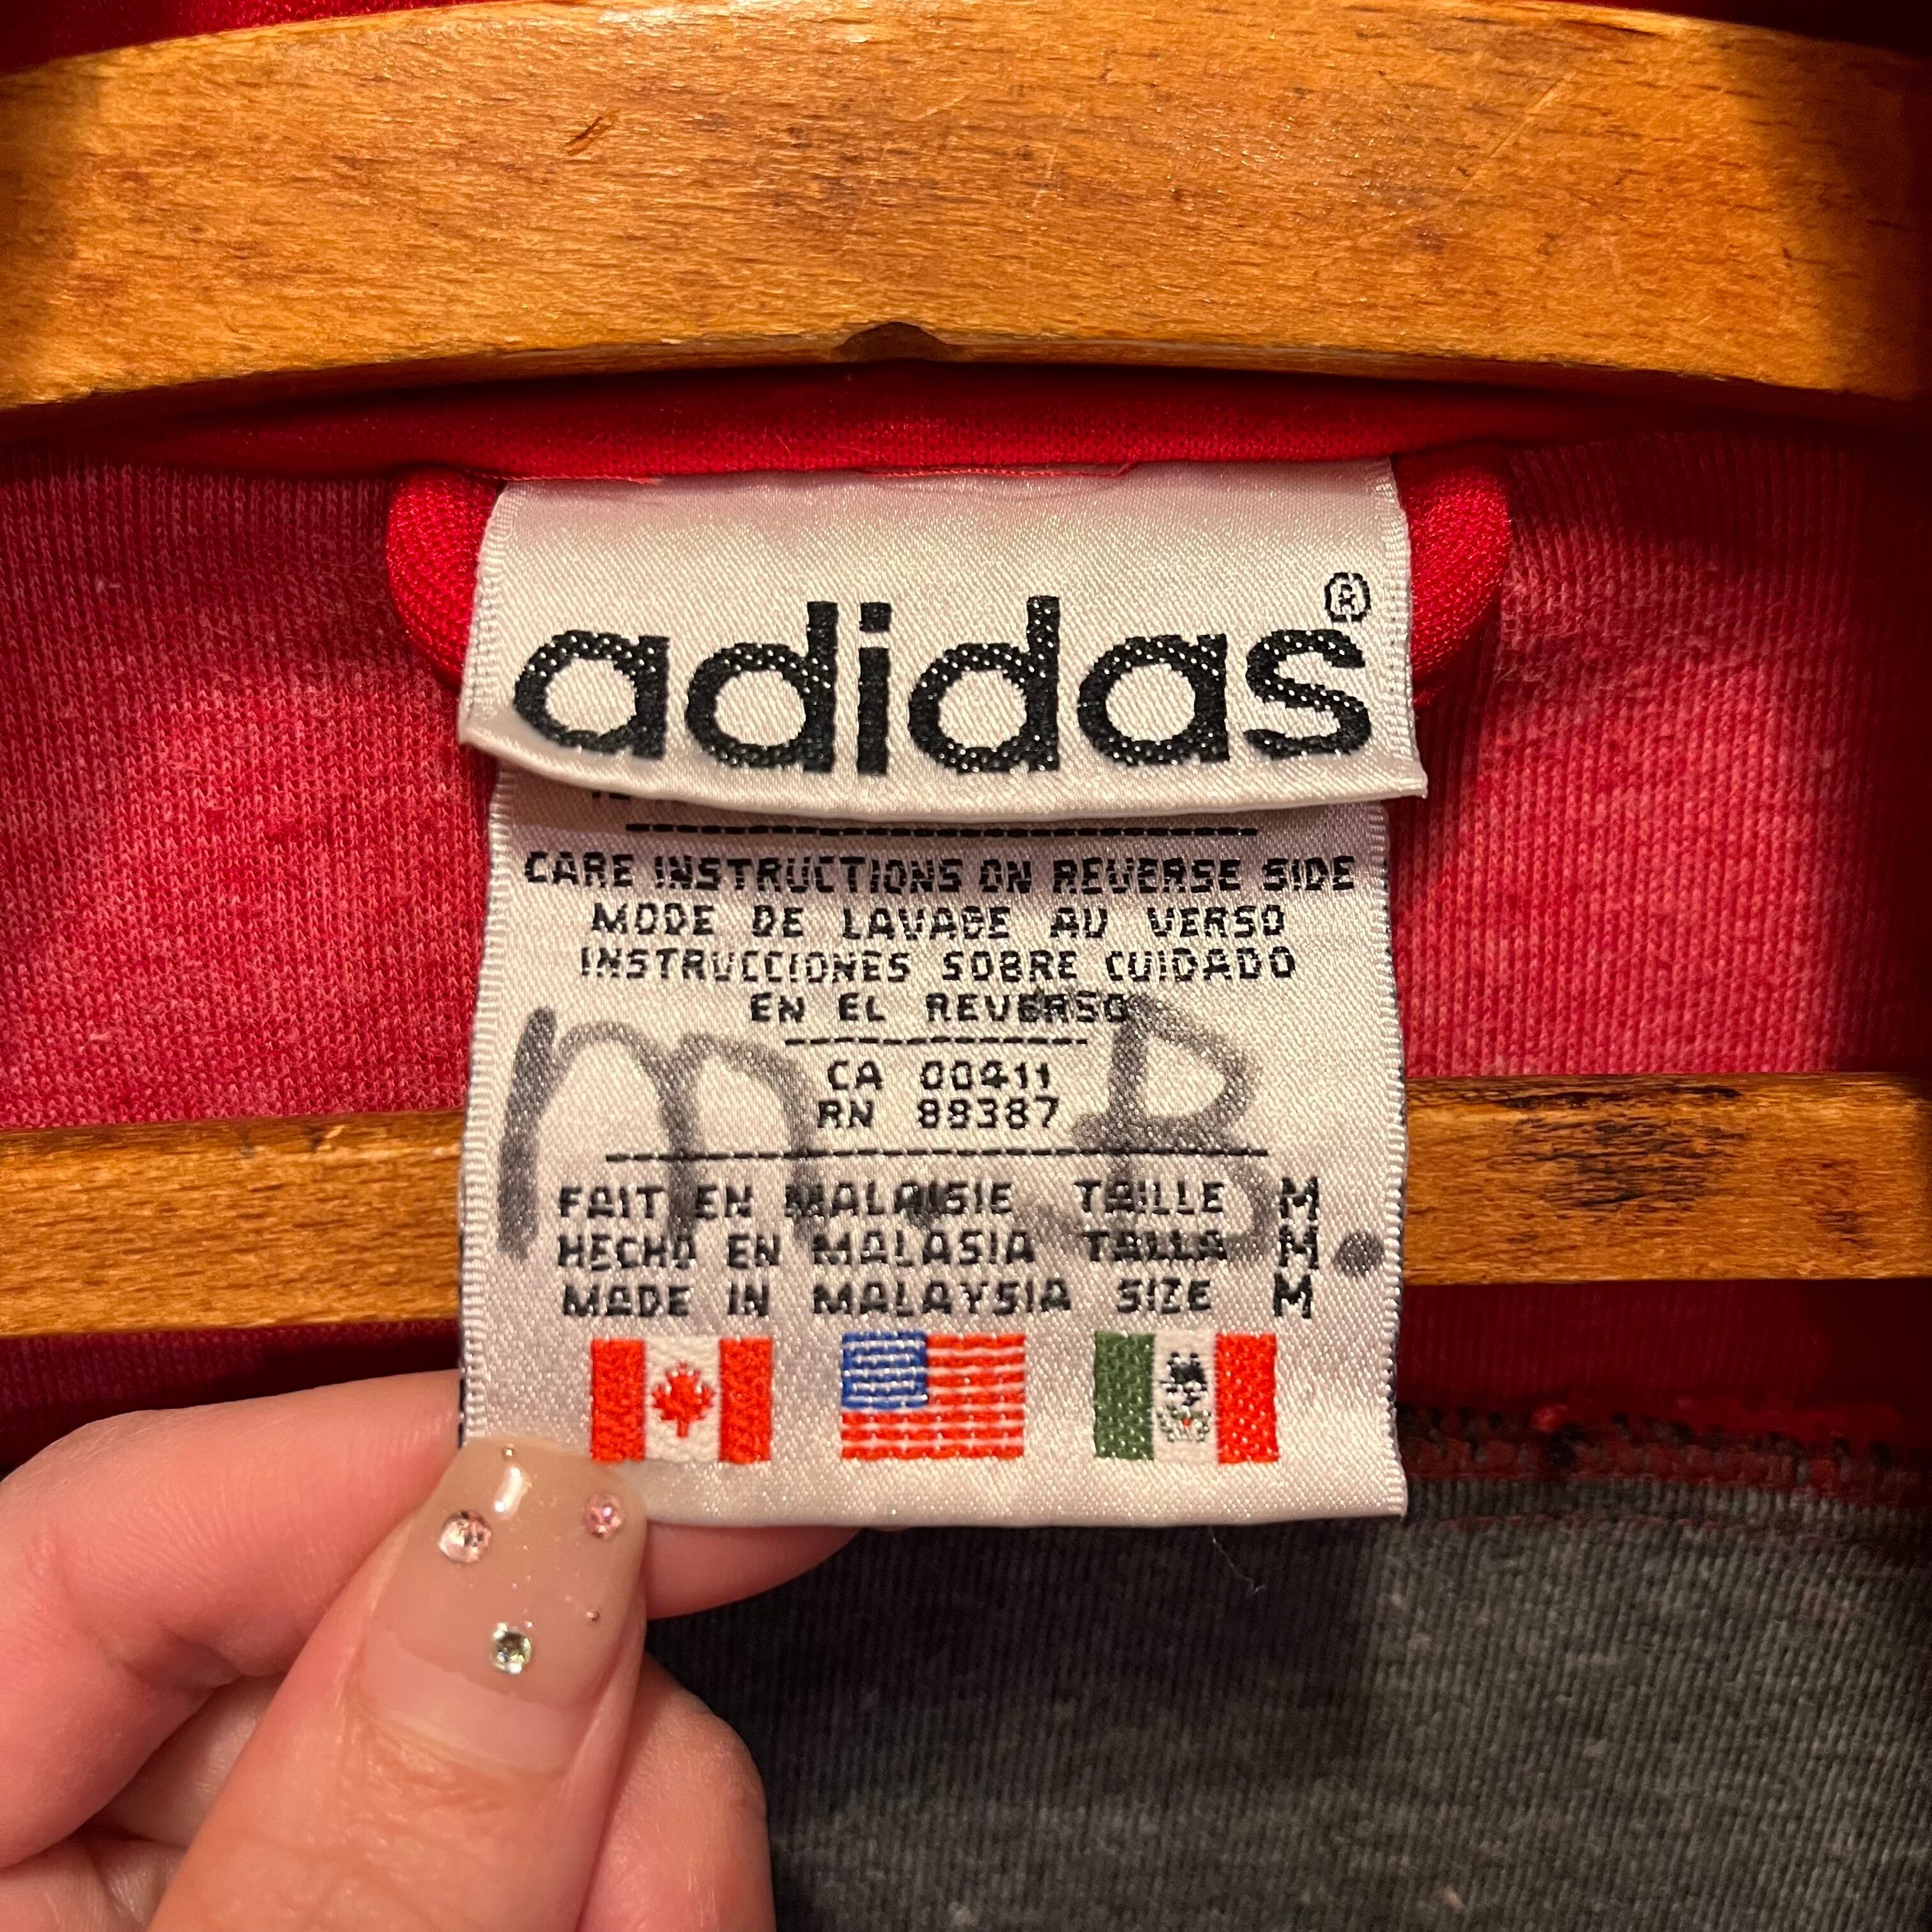 adidas®
CARE INSTRUCTIONS ON REVERSE SIDE
MODE DE LAVAGE AU VERSO
INSTRUCCIONES SOBRE CUIDADO
EN EL REVERSO
CA 00411
RN 88387
m.B.
FAIT EN MALAISIE TAILLE M
HECHO EN MALASIA TALLA M
MADE IN MALAYSIA SIZE M